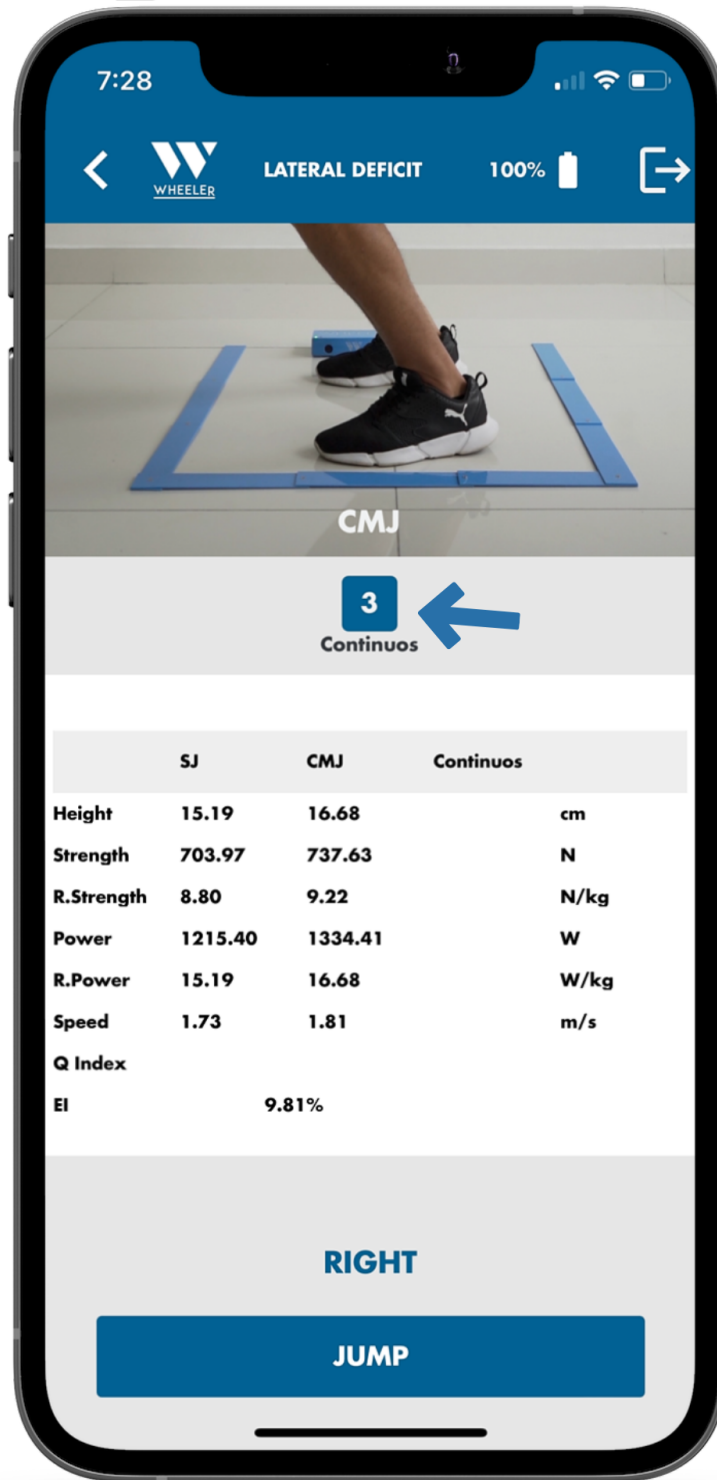 7:28
WHEELER LATERAL DEFICIT 100%
CMJ
3
Continuos
SJ CMJ Continuos
Height 15.19 16.68 cm
Strength 703.97 737.63 N
R.Strength 8.80 9.22 N/kg
Power 1215.40 1334.41 W
R.Power 15.19 16.68 W/kg
Speed 1.73 1.81 m/s
Q Index
EI 9.81%
RIGHT
JUMP